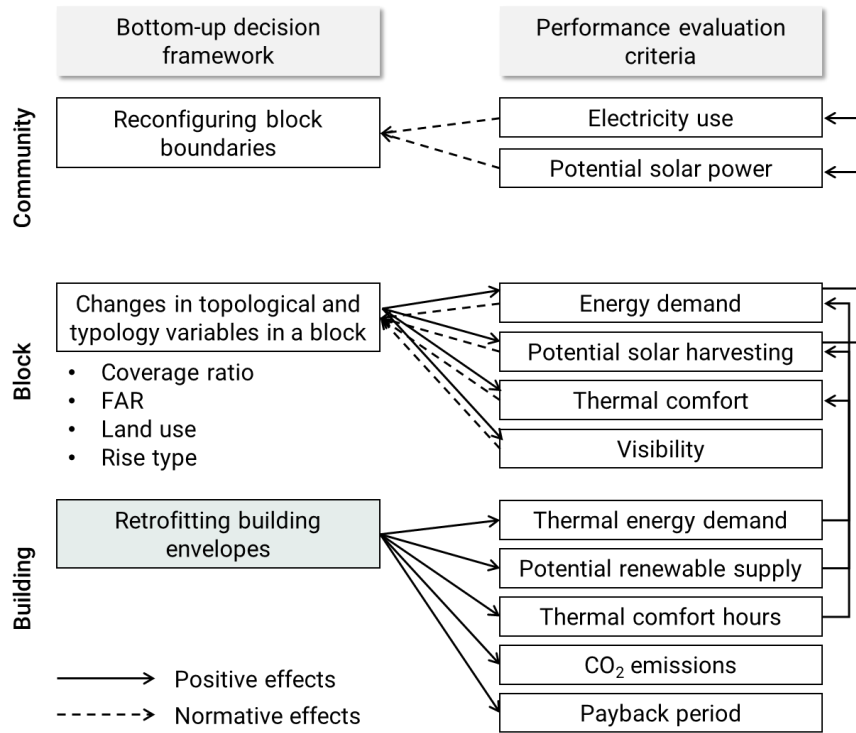 Bottom-up decision
framework
Performance evaluation
criteria
Community
Reconfiguring block
boundaries
Electricity use
Potential solar power
Block
Changes in topological and
typology variables in a block
• Coverage ratio
• FAR
• Land use
• Rise type
Energy demand
Potential solar harvesting
Thermal comfort
Visibility
Building
Retrofitting building
envelopes
Thermal energy demand
Potential renewable supply
Thermal comfort hours
CO₂ emissions
Payback period
Positive effects
Normative effects